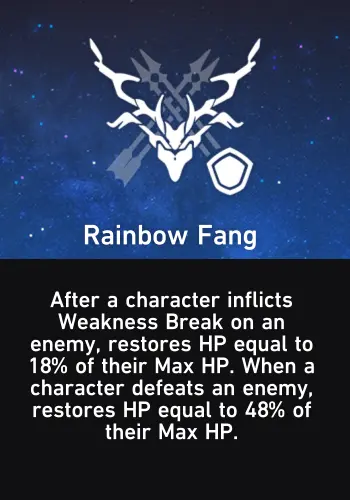 Rainbow Fang
After a character inflicts
Weakness Break on an
enemy, restores HP equal to
18% of their Max HP. When a
character defeats an enemy,
restores HP equal to 48% of
their Max HP.